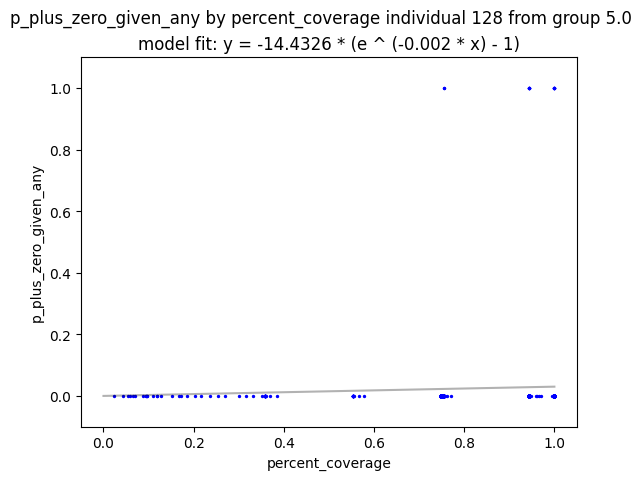 p_plus_zero_given_any by percent_coverage individual 128 from group 5.0
model fit: y = -14.4326 * (e ^ (-0.002 * x) - 1)
1.0
0.8
0.6
0.4
0.2
0.0
p_plus_zero_given_any
0.0 0.2 0.4 0.6 0.8 1.0
percent_coverage